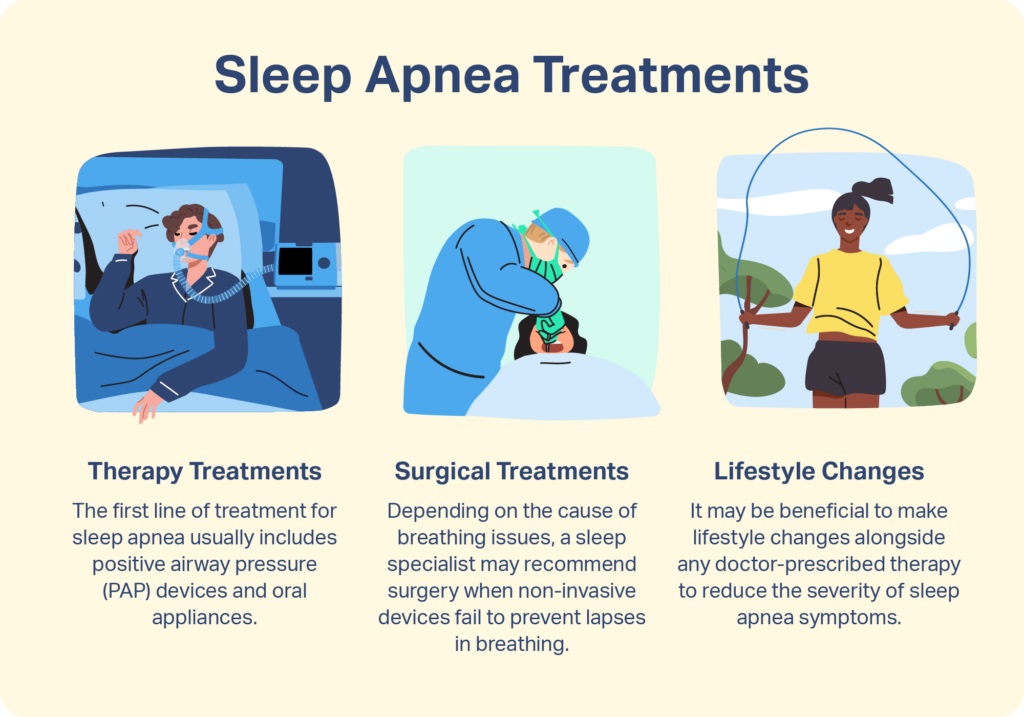 Sleep Apnea Treatments
Therapy Treatments
The first line of treatment for
sleep apnea usually includes
positive airway pressure
(PAP) devices and oral
appliances.
Surgical Treatments
Depending on the cause of
breathing issues, a sleep
specialist may recommend
surgery when non-invasive
devices fail to prevent lapses
in breathing.
Lifestyle Changes
It may be beneficial to make
lifestyle changes alongside
any doctor-prescribed therapy
to reduce the severity of sleep
apnea symptoms.